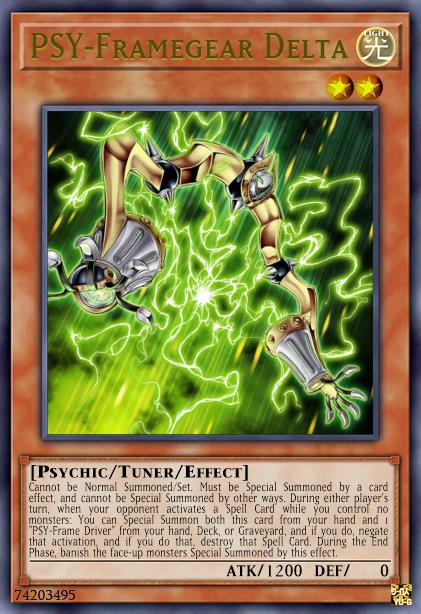 PSY-Framegear Delta
LIGHT
光
[Psychic/Tuner/Effect]
Cannot be Normal Summoned/Set. Must be Special Summoned by a card
effect, and cannot be Special Summoned by other ways. During either player's
turn, when your opponent activates a Spell Card while you control no
monsters: You can Special Summon both this card from your hand and 1
"PSY-Frame Driver" from your hand, Deck, or Graveyard, and if you do, negate
that activation, and if you do that, destroy that Spell Card. During the End
Phase, banish the face-up monsters Special Summoned by this effect.
ATK/1200 DEF/ 0
74203495